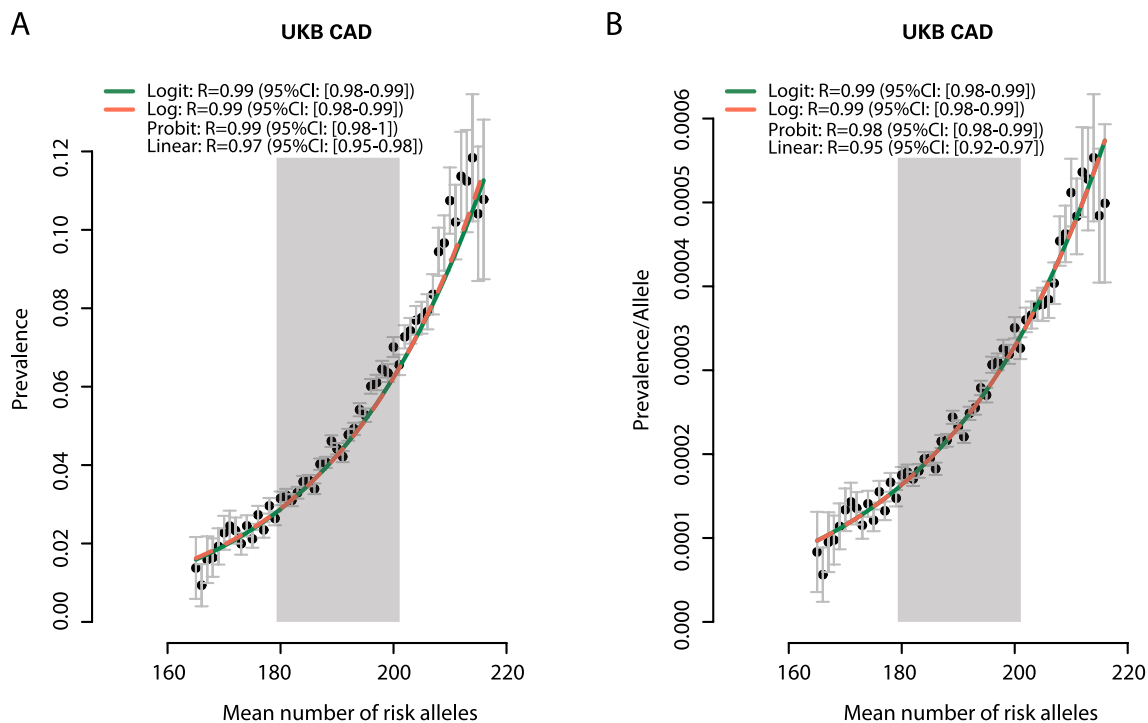 A
UKB CAD
Logit: R=0.99 (95%CI: [0.98-0.99])
Log: R=0.99 (95%CI: [0.98-0.99])
Probit: R=0.99 (95%CI: [0.98-1])
Linear: R=0.97 (95%CI: [0.95-0.98])
Prevalence
0.12
0.10
0.08
0.06
0.04
0.02
0.00
160
180
200
220
Mean number of risk alleles
B
UKB CAD
Logit: R=0.99 (95%CI: [0.98-0.99])
Log: R=0.99 (95%CI: [0.98-0.99])
Probit: R=0.98 (95%CI: [0.98-0.99])
Linear: R=0.95 (95%CI: [0.92-0.97])
Prevalence/Allele
0.0006
0.0005
0.0004
0.0003
0.0002
0.0001
0.000
160
180
200
220
Mean number of risk alleles